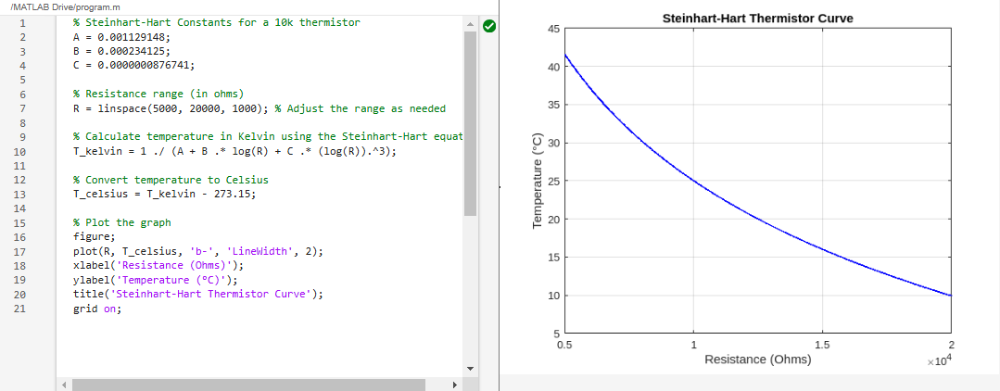 /MATLAB Drive/program.m
1 % Steinhart-Hart Constants for a 10k thermistor
2 A = 0.001129148;
3 B = 0.000234125;
4 C = 0.0000000876741;
5
6 % Resistance range (in ohms)
7 R = linspace(5000, 20000, 1000); % Adjust the range as needed
8
9 % Calculate temperature in Kelvin using the Steinhart-Hart equat
10 T_kelvin = 1 ./ (A + B .* log(R) + C .* (log(R)).^3);
11
12 % Convert temperature to Celsius
13 T_celsius = T_kelvin - 273.15;
14
15 % Plot the graph
16 figure;
17 plot(R, T_celsius, 'b-', 'LineWidth', 2);
18 xlabel('Resistance (Ohms)');
19 ylabel('Temperature (°C)');
20 title('Steinhart-Hart Thermistor Curve');
21 grid on;
Steinhart-Hart Thermistor Curve
Temperature (°C)
45
40
35
30
25
20
15
10
5
0.5 1 1.5 2
Resistance (Ohms)
×10⁴